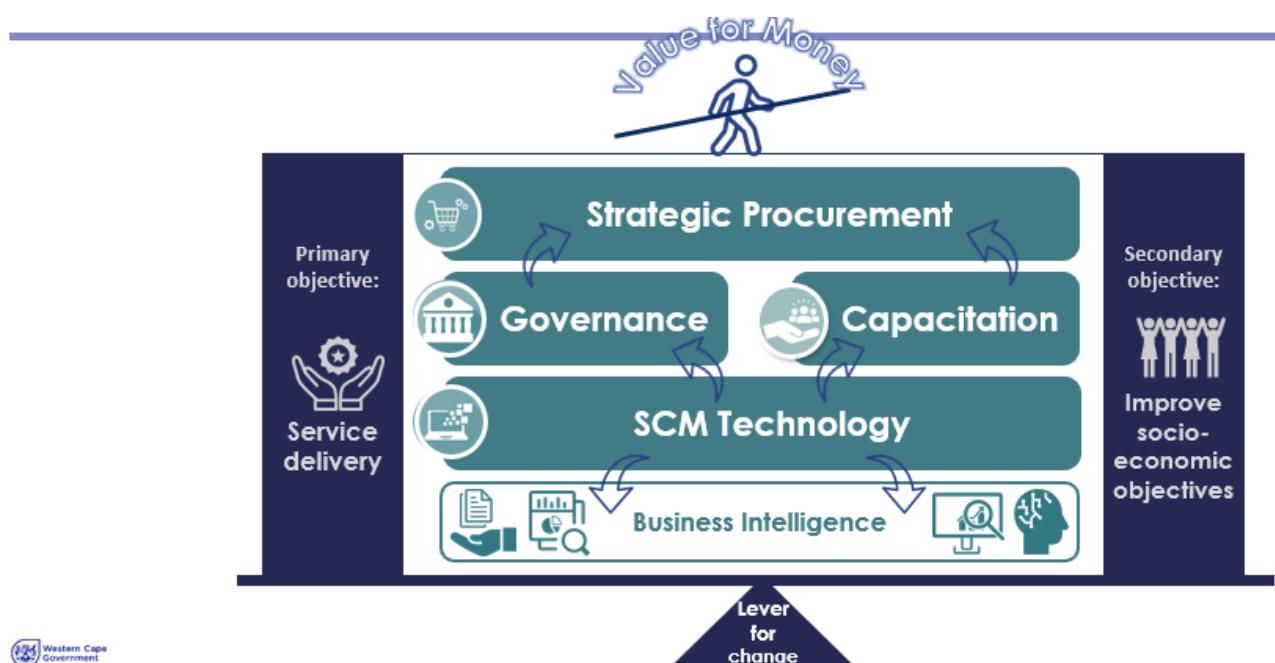 Value for Money
Strategic Procurement
Primary
objective:
Service
delivery
Governance
Capacitation
SCM Technology
Business Intelligence
Secondary
objective:
Improve
socio-
economic
objectives
Lever
for
change
Western Cape
Government